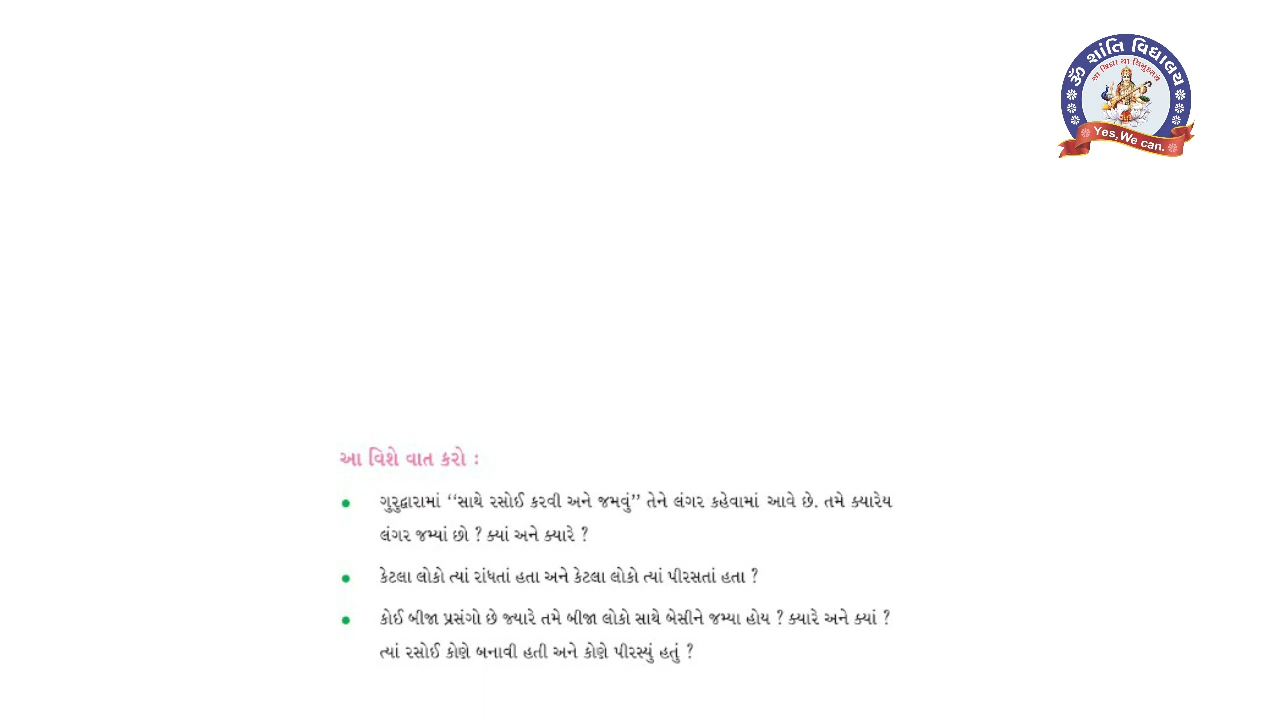 ૐ શાંતિ વિદ્યાલય
સા વિદ્યા યા વિમુક્તયે
Yes, We can.
આ વિશે વાત કરો :
ગુરુદ્વારામાં ‘‘સાથે રસોઈ કરવી અને જમવું’’ તેને લંગર કહેવામાં આવે છે. તમે ક્યારેય
લંગર જમ્યાં છો ? ક્યાં અને ક્યારે ?
કેટલા લોકો ત્યાં રાંધતાં હતા અને કેટલા લોકો ત્યાં પીરસતાં હતા ?
કોઈ બીજા પ્રસંગો છે જ્યારે તમે બીજા લોકો સાથે બેસીને જમ્યા હોય ? ક્યારે અને ક્યાં ?
ત્યાં રસોઈ કોણે બનાવી હતી અને કોણે પીરસ્યું હતું ?